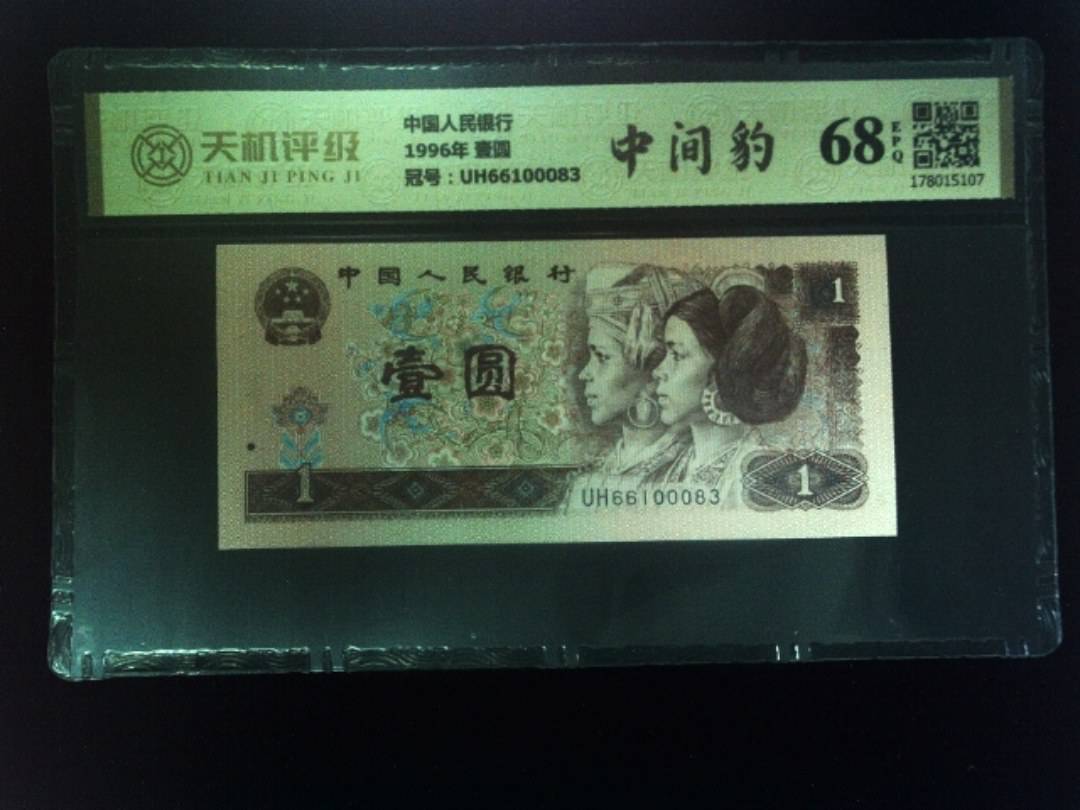 天机评级
TIAN JI PING JI
中国人民银行
1996年 壹圆
冠号：UH66100083
中间豹
68
EPQ
178015107
中国人民银行
1
壹圆
1
UH66100083
1